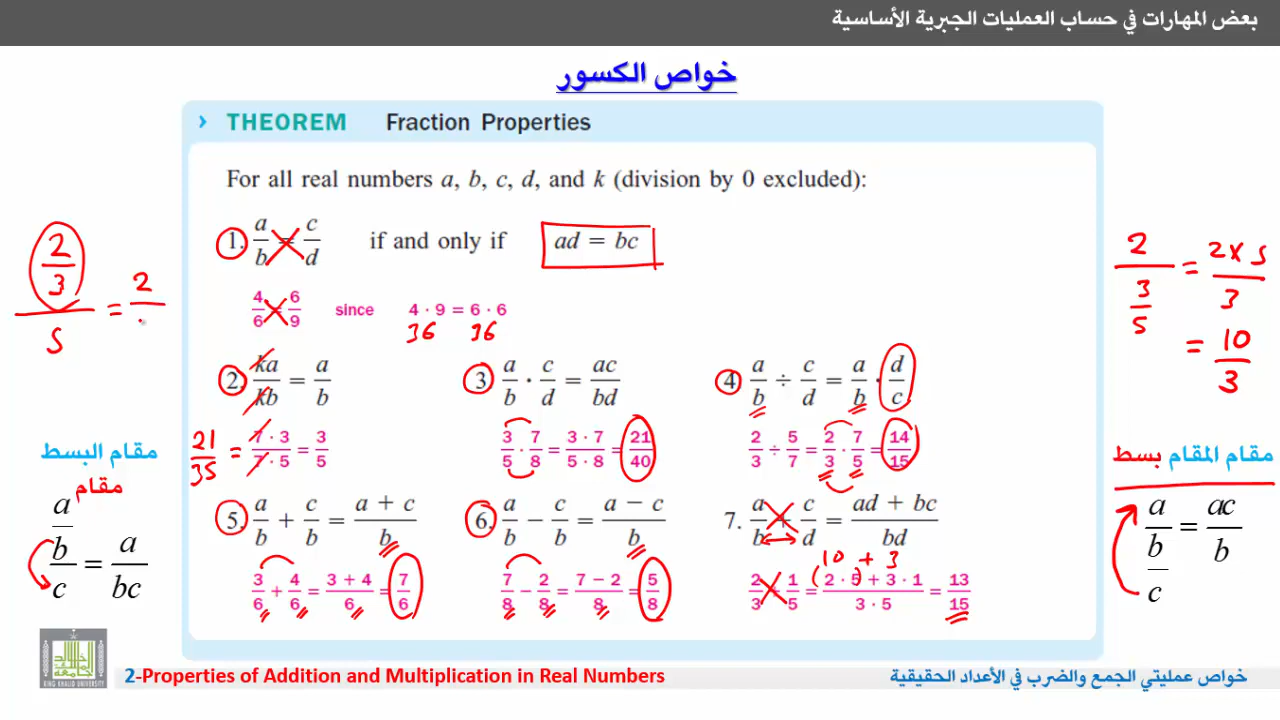 بعض المهارات في حساب العمليات الجبرية الأساسية
خواص الكسور
› THEOREM Fraction Properties
For all real numbers a, b, c, d, and k (division by 0 excluded):
1. a/b = c/d if and only if ad = bc
4/6 = 6/9 since 4 · 9 = 6 · 6
36 36
2. ka/kb = a/b
21/35 = 7 · 3/7 · 5 = 3/5
3. a/b · c/d = ac/bd
3/5 · 7/8 = 3 · 7/5 · 8 = 21/40
4. a/b ÷ c/d = a/b · d/c
2/3 ÷ 5/7 = 2/3 · 7/5 = 14/15
5. a/b + c/b = a + c/b
3/6 + 4/6 = 3 + 4/6 = 7/6
6. a/b − c/b = a − c/b
7/8 − 2/8 = 7 − 2/8 = 5/8
7. a/b + c/d = ad + bc/bd
10 + 3
2/3 + 1/5 = 2 · 5 + 3 · 1/3 · 5 = 13/15
2/3/5 = 2/
مقام البسط
مقام
a/b/c = a/bc
2/3/5 = 2 × 5/3
= 10/3
مقام المقام بسط
a/b/c = ac/b
KING KHALID UNIVERSITY
2-Properties of Addition and Multiplication in Real Numbers
خواص عمليتي الجمع والضرب في الأعداد الحقيقية